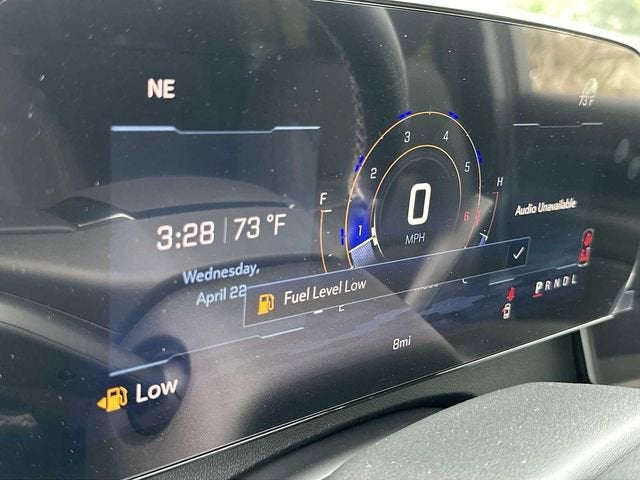 NE
73°F
3:28 | 73 °F
Wednesday,
April 22
F
1
2
3
4
5
6
0
MPH
H
C
E
Audio Unavailable
Fuel Level Low
PRNDL
8mi
Low